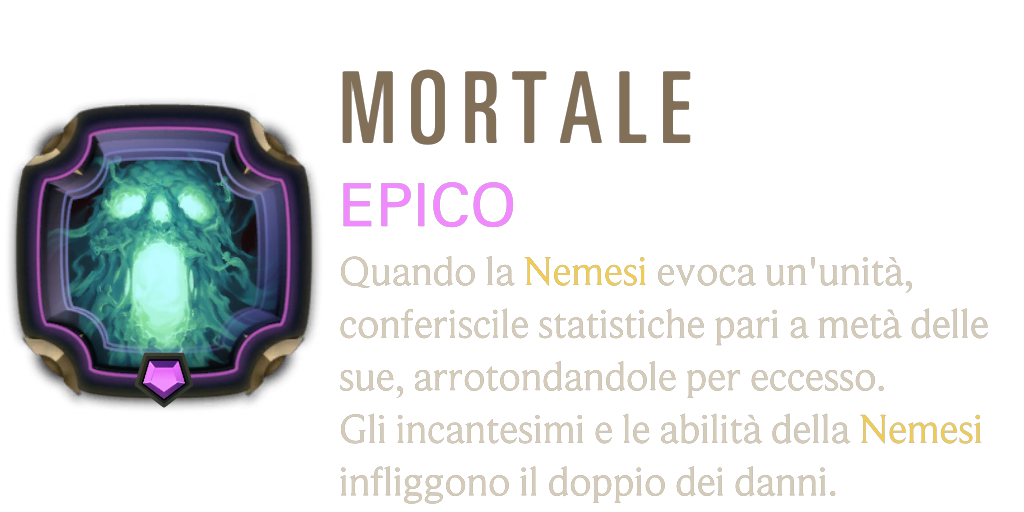 MORTALE
EPICO
Quando la Nemesi evoca un'unità,
conferiscile statistiche pari a metà delle
sue, arrotondandole per eccesso.
Gli incantesimi e le abilità della Nemesi
infliggono il doppio dei danni.